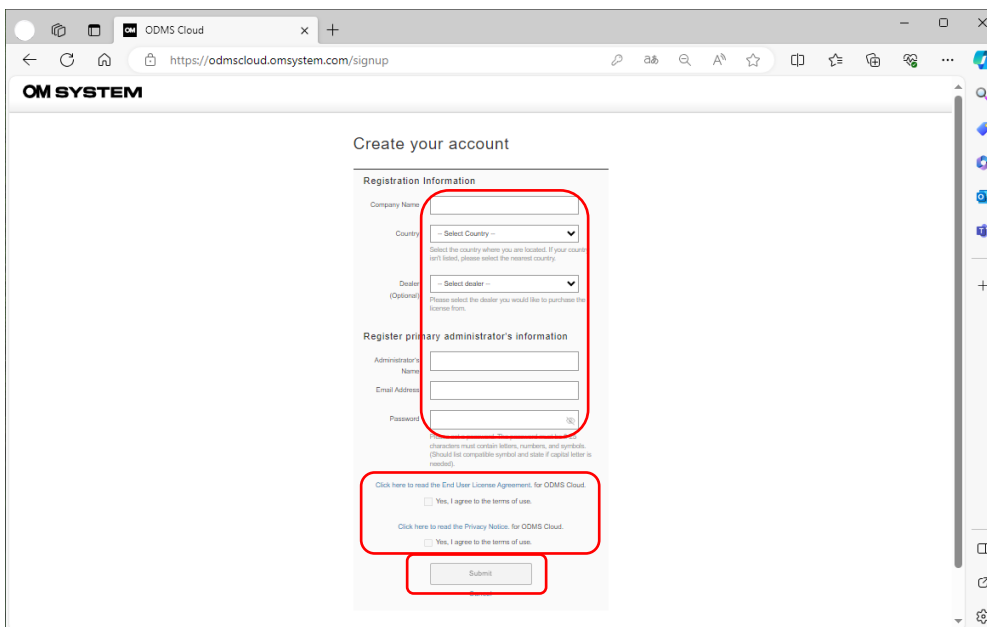 OM ODMS Cloud
https://odmscloud.omsystem.com/signup
OM SYSTEM
Create your account
Registration Information
Company Name
Country
-- Select Country --
Select the country where you are located. If your country
isn't listed, please select the nearest country.
Dealer
(Optional)
-- Select dealer --
Please select the dealer you would like to purchase the
license from.
Register primary administrator's information
Administrator's
Name
Email Address
Password
characters must contain letters, numbers, and symbols.
(Should list compatible symbol and state if capital letter is
needed).
Click here to read the End User License Agreement. for ODMS Cloud.
Yes, I agree to the terms of use.
Click here to read the Privacy Notice. for ODMS Cloud.
Yes, I agree to the terms of use.
Submit
Cancel